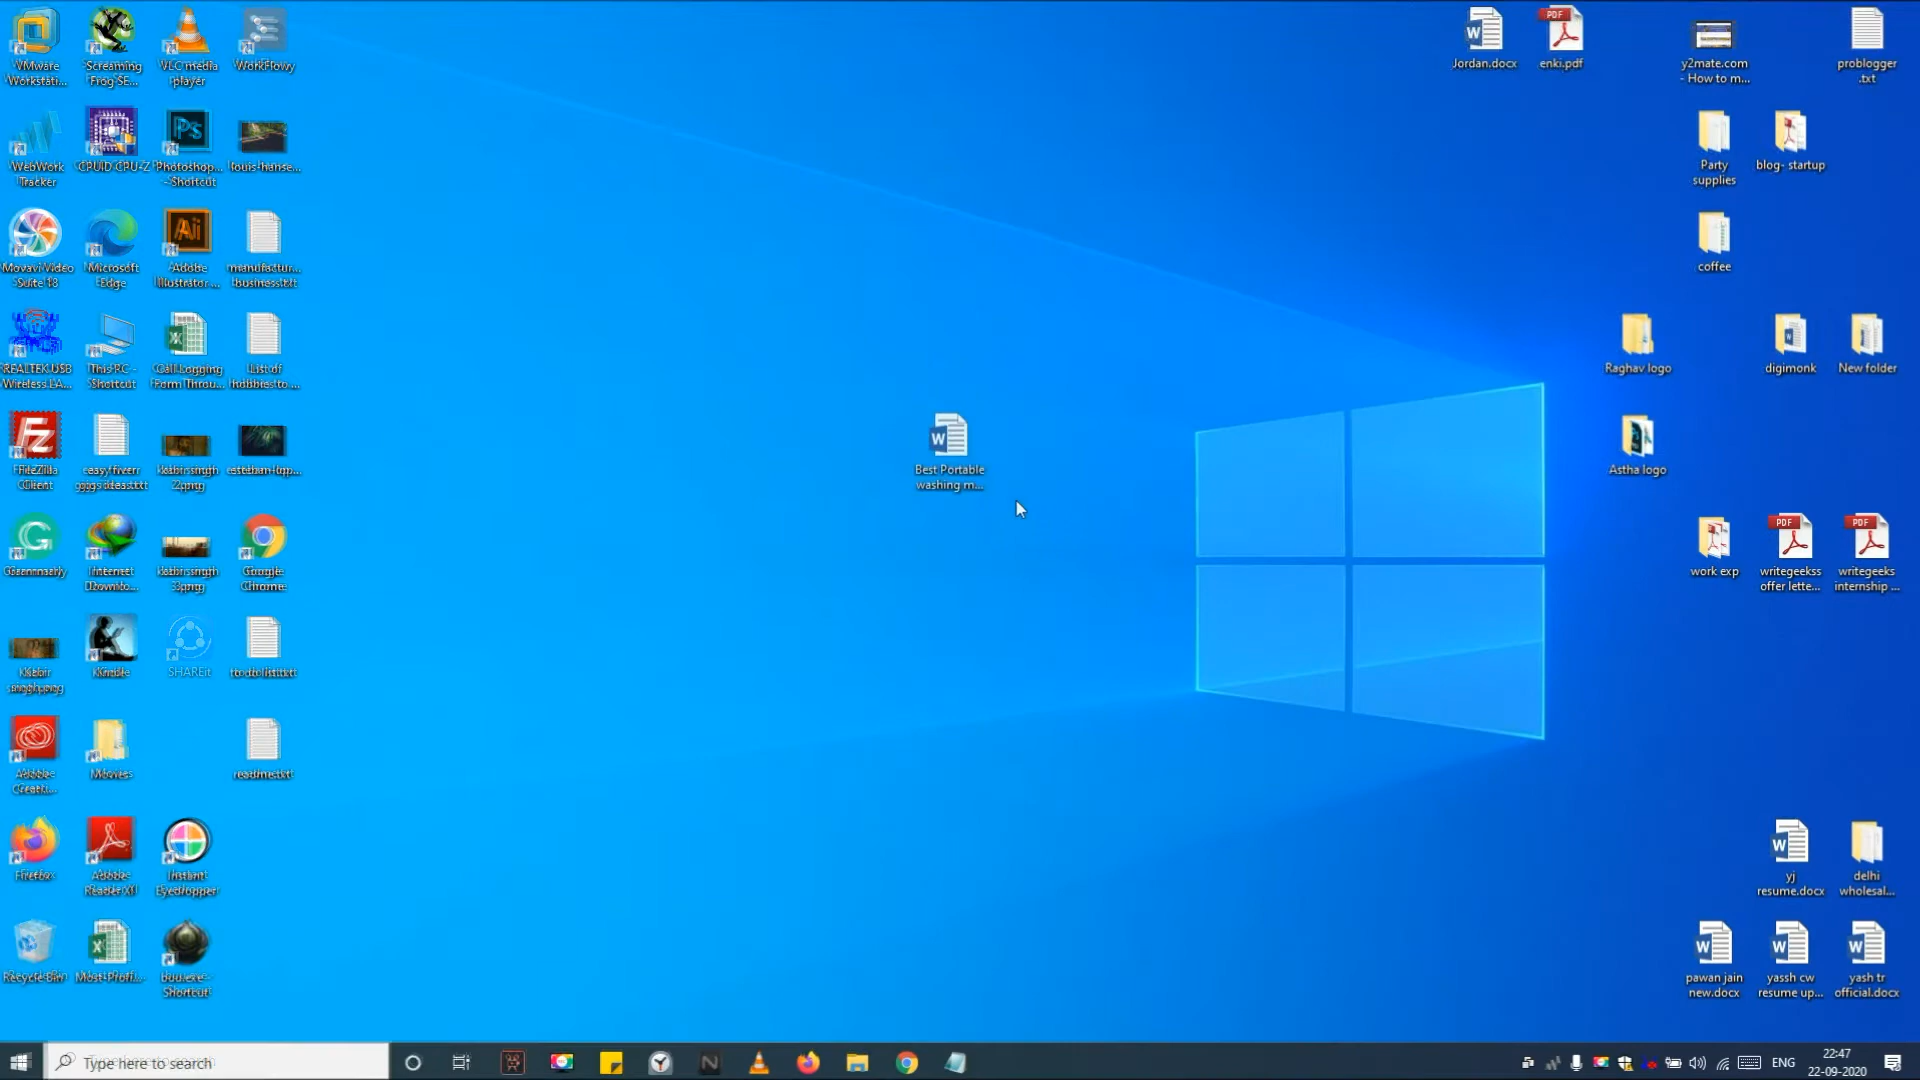 VMware
Workstati...
Screaming
Frog SE...
VLC media
player
WorkFlowy
Jordan.docx
enki.pdf
y2mate.com
- How to m...
problogger
.txt
WebWork
Tracker
CPUID CPU-Z
Photoshop...
- Shortcut
louis-hanse...
Party
supplies
blog- startup
Movavi Video
Suite 18
Microsoft
Edge
Adobe
Illustrator ...
manufactur...
business.txt
coffee
REALTEK USB
Wireless LA...
This PC -
Shortcut
Call Logging
Form Throu...
List of
hobbies to ...
Raghav logo
digimonk
New folder
FileZilla
Client
easy fiverr
gigs ideas.txt
kabir singh
2.png
esteban-lop...
Best Portable
washing m...
Astha logo
Grammarly
Internet
Downlo...
kabir singh
3.png
Google
Chrome
work exp
writegeekss
offer lette...
writegeeks
internship ...
Kabir
singh.png
Kindle
SHAREit
to do list.txt
Adobe
Creati...
Movies
readme.txt
Firefox
Adobe
Reader XI
Instant
Eyedropper
yj
resume.docx
delhi
wholesal...
Recycle Bin
Most-Profi...
Shortcut
pawan jain
new.docx
yassh cw
resume up...
yash tr
official.docx
Type here to search
ENG
22:47
22-09-2020